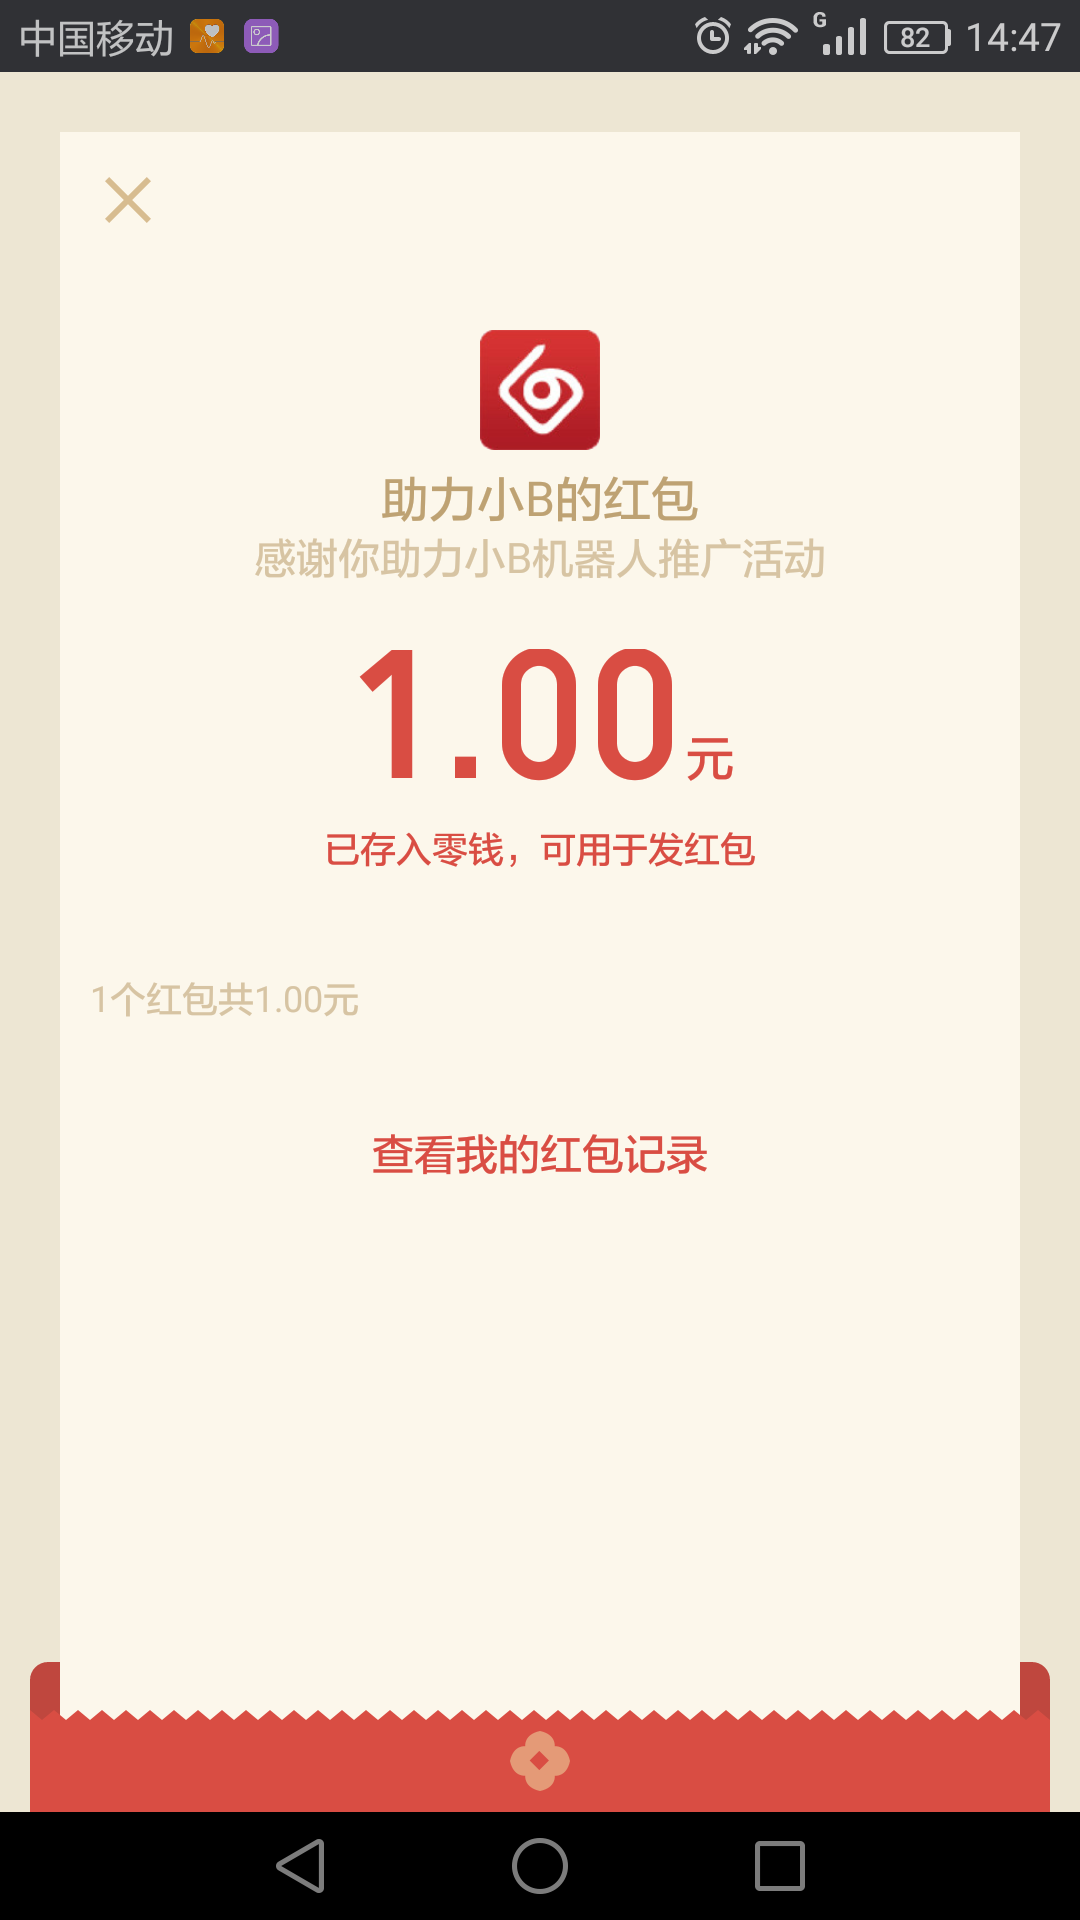 中国移动 G 82 14:47
助力小B的红包
感谢你助力小B机器人推广活动
1.00元
已存入零钱，可用于发红包
1个红包共1.00元
查看我的红包记录